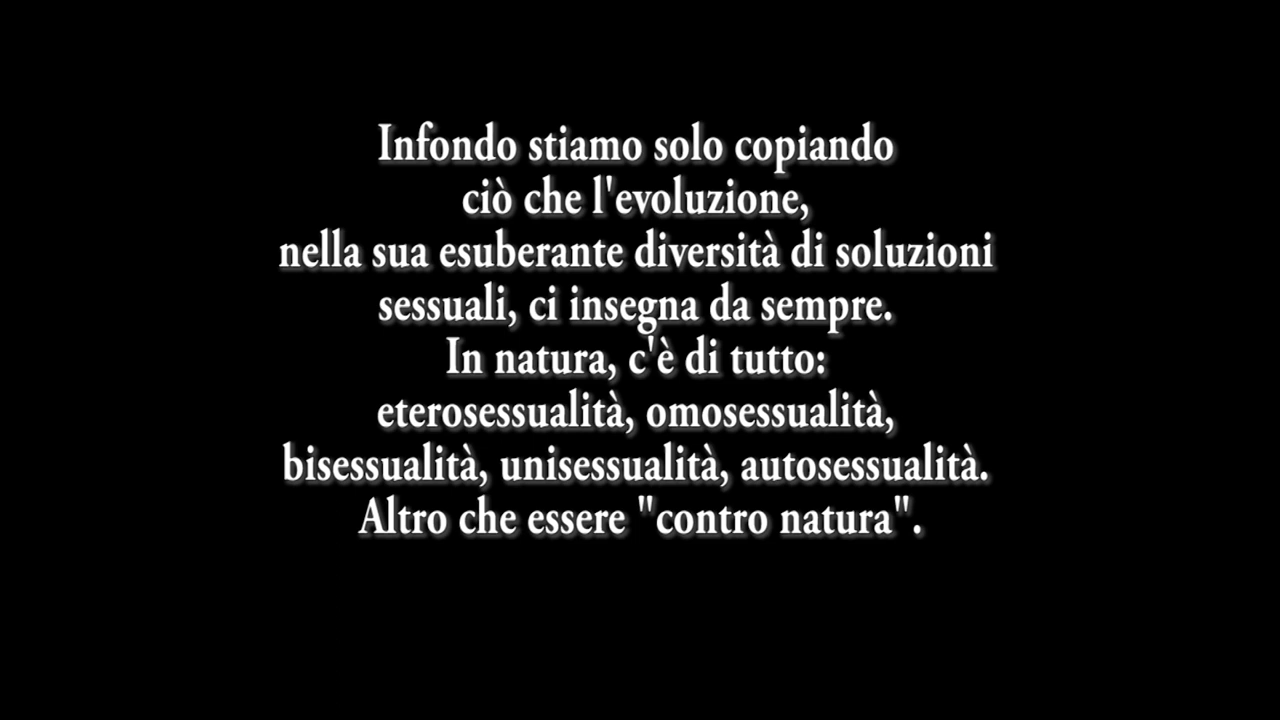 Infondo stiamo solo copiando
ciò che l'evoluzione,
nella sua esuberante diversità di soluzioni
sessuali, ci insegna da sempre.
In natura, c'è di tutto:
eterosessualità, omosessualità,
bisessualità, unisessualità, autosessualità.
Altro che essere "contro natura".